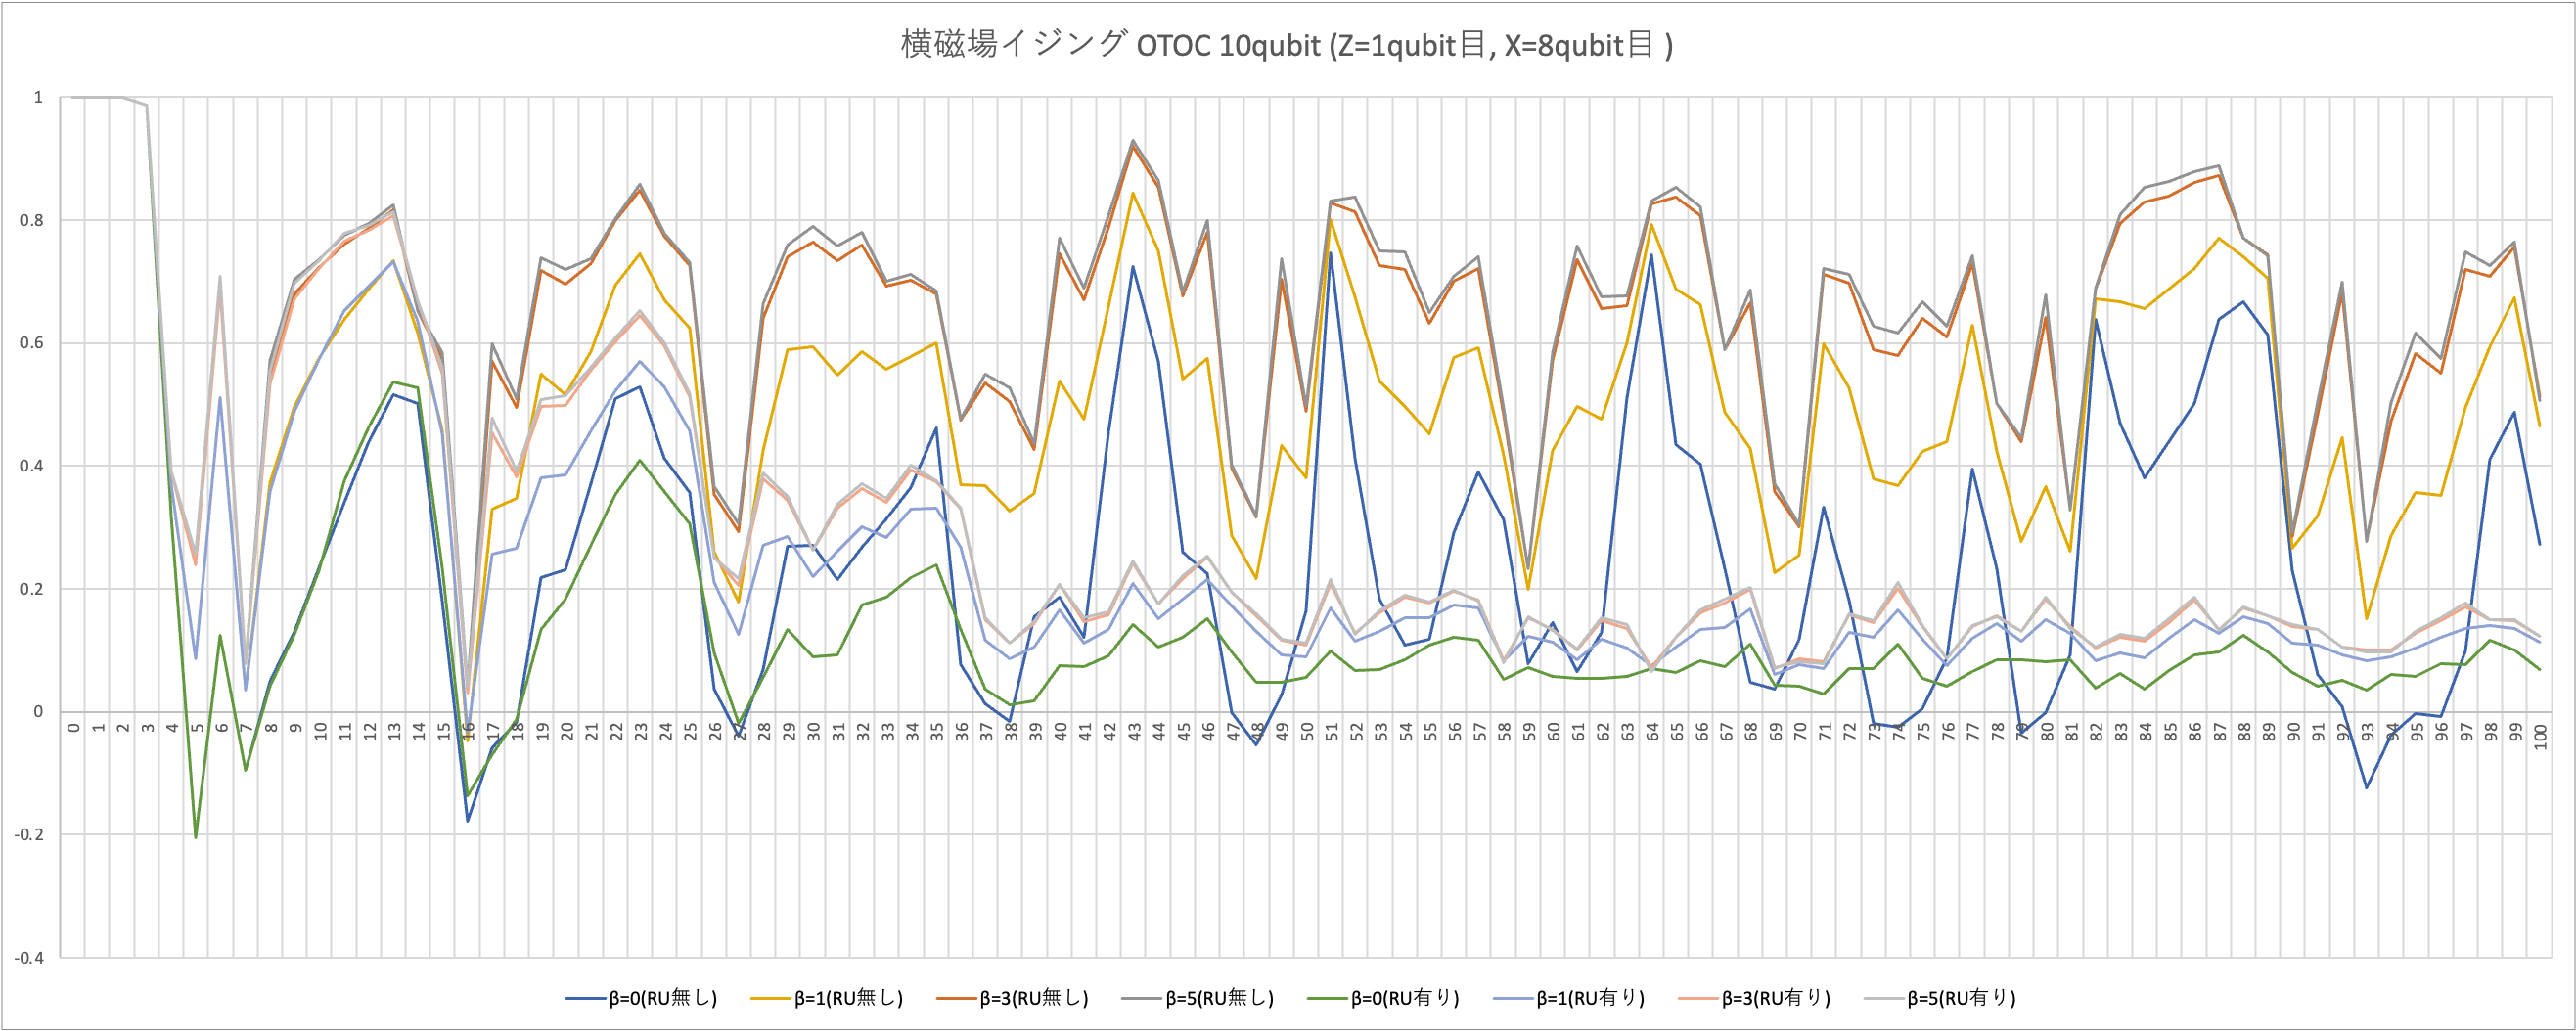 横磁場イジング OTOC 10qubit (Z=1qubit目, X=8qubit目 )
1
0.8
0.6
0.4
0.2
0
-0.2
-0.4
0 1 2 3 4 5 6 7 8 9 10 11 12 13 14 15 16 17 18 19 20 21 22 23 24 25 26 27 28 29 30 31 32 33 34 35 36 37 38 39 40 41 42 43 44 45 46 47 48 49 50 51 52 53 54 55 56 57 58 59 60 61 62 63 64 65 66 67 68 69 70 71 72 73 74 75 76 77 78 79 80 81 82 83 84 85 86 87 88 89 90 91 92 93 94 95 96 97 98 99 100
β=0(RU無し) β=1(RU無し) β=3(RU無し) β=5(RU無し) β=0(RU有り) β=1(RU有り) β=3(RU有り) β=5(RU有り)